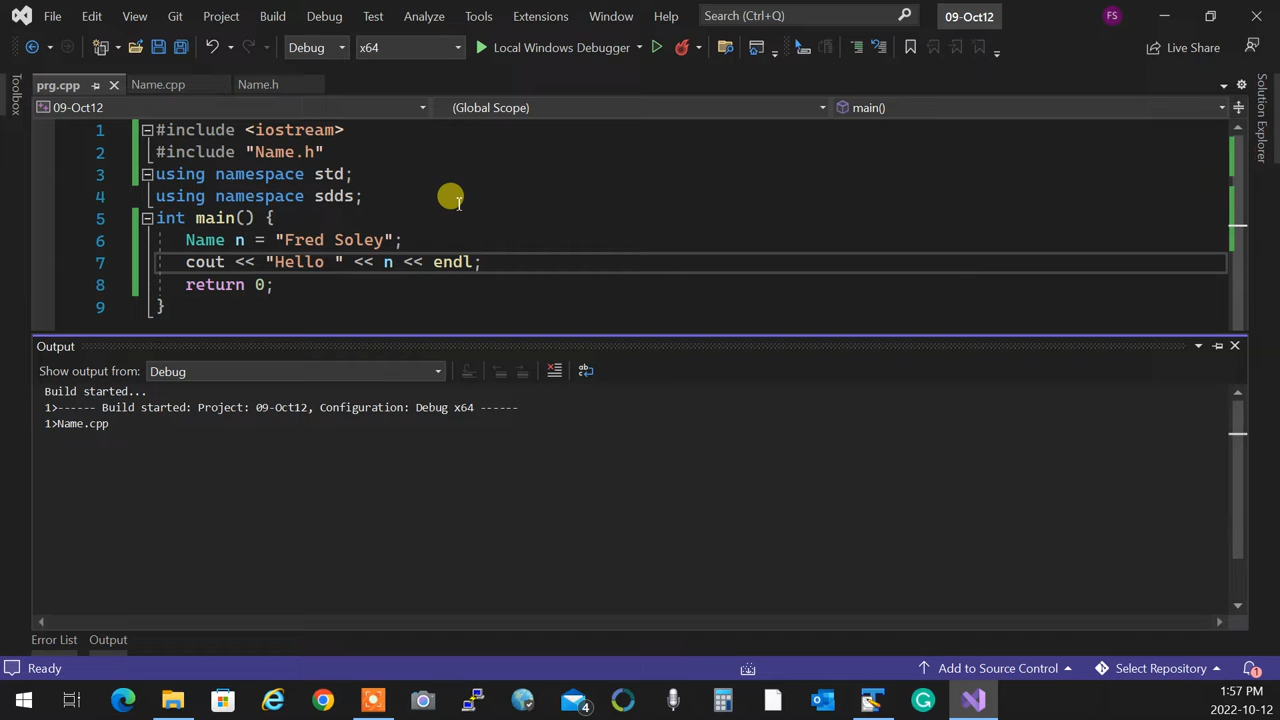 File Edit View Git Project Build Debug Test Analyze Tools Extensions Window Help Search (Ctrl+Q) 09-Oct12 FS
Debug x64 Local Windows Debugger Live Share
prg.cpp Name.cpp Name.h
09-Oct12 (Global Scope) main()
Toolbox
Solution Explorer
1 #include <iostream>
2 #include "Name.h"
3 using namespace std;
4 using namespace sdds;
5 int main() {
6 Name n = "Fred Soley";
7 cout << "Hello " << n << endl;
8 return 0;
9 }
Output
Show output from: Debug
Build started...
1>------ Build started: Project: 09-Oct12, Configuration: Debug x64 ------
1>Name.cpp
Error List Output
Ready Add to Source Control Select Repository 1
4
1:57 PM
2022-10-12